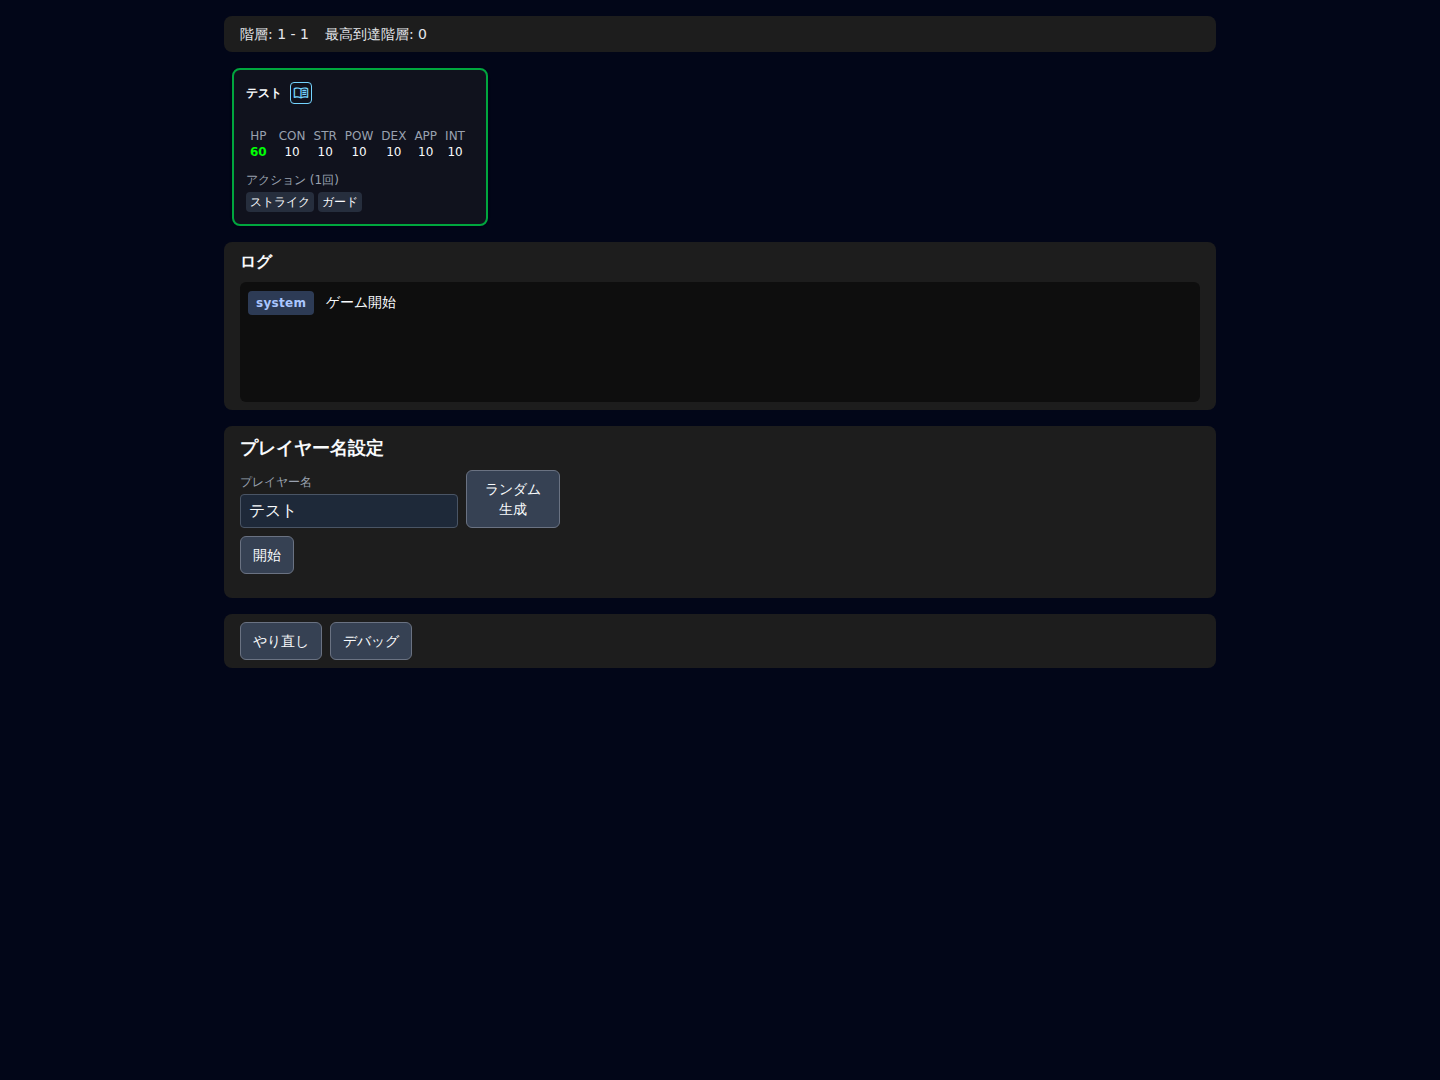 階層: 1 - 1 最高到達階層: 0
テスト
HP CON STR POW DEX APP INT
60 10 10 10 10 10 10
アクション (1回)
ストライク ガード
ログ
system ゲーム開始
プレイヤー名設定
プレイヤー名
テスト
ランダム
生成
開始
やり直し デバッグ